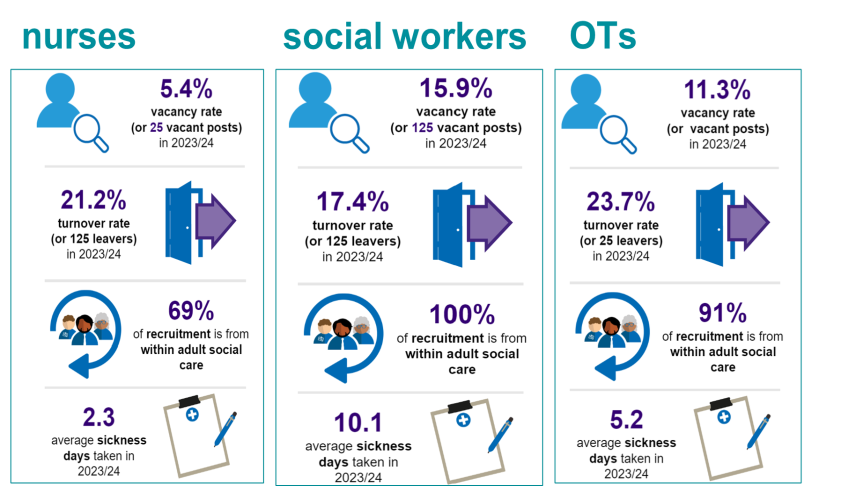 nurses
5.4%
vacancy rate
(or 25 vacant posts)
in 2023/24
21.2%
turnover rate
(or 125 leavers)
in 2023/24
69%
of recruitment is from
within adult social
care
2.3
average sickness
days taken in
2023/24
social workers
15.9%
vacancy rate
(or 125 vacant posts)
in 2023/24
17.4%
turnover rate
(or 125 leavers)
in 2023/24
100%
of recruitment is from
within adult social
care
10.1
average sickness
days taken in
2023/24
OTs
11.3%
vacancy rate
(or vacant posts)
in 2023/24
23.7%
turnover rate
(or 25 leavers)
in 2023/24
91%
of recruitment is from
within adult social
care
5.2
average sickness
days taken in
2023/24